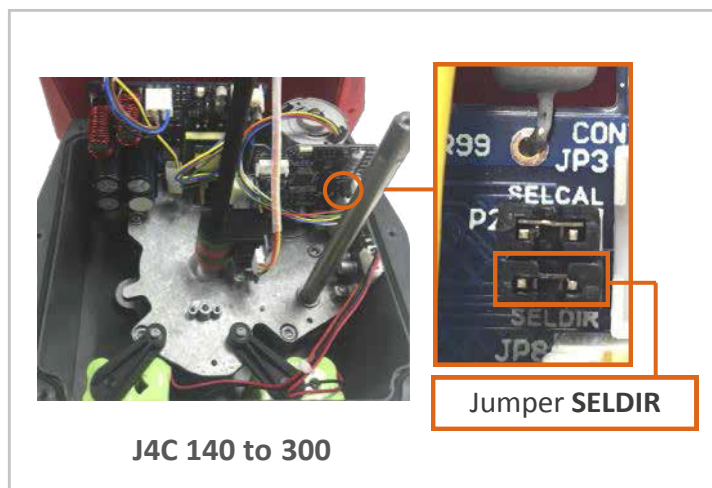 R99 CON
JP3
SELCAL
P2
SELDIR
JP8
Jumper SELDIR
J4C 140 to 300